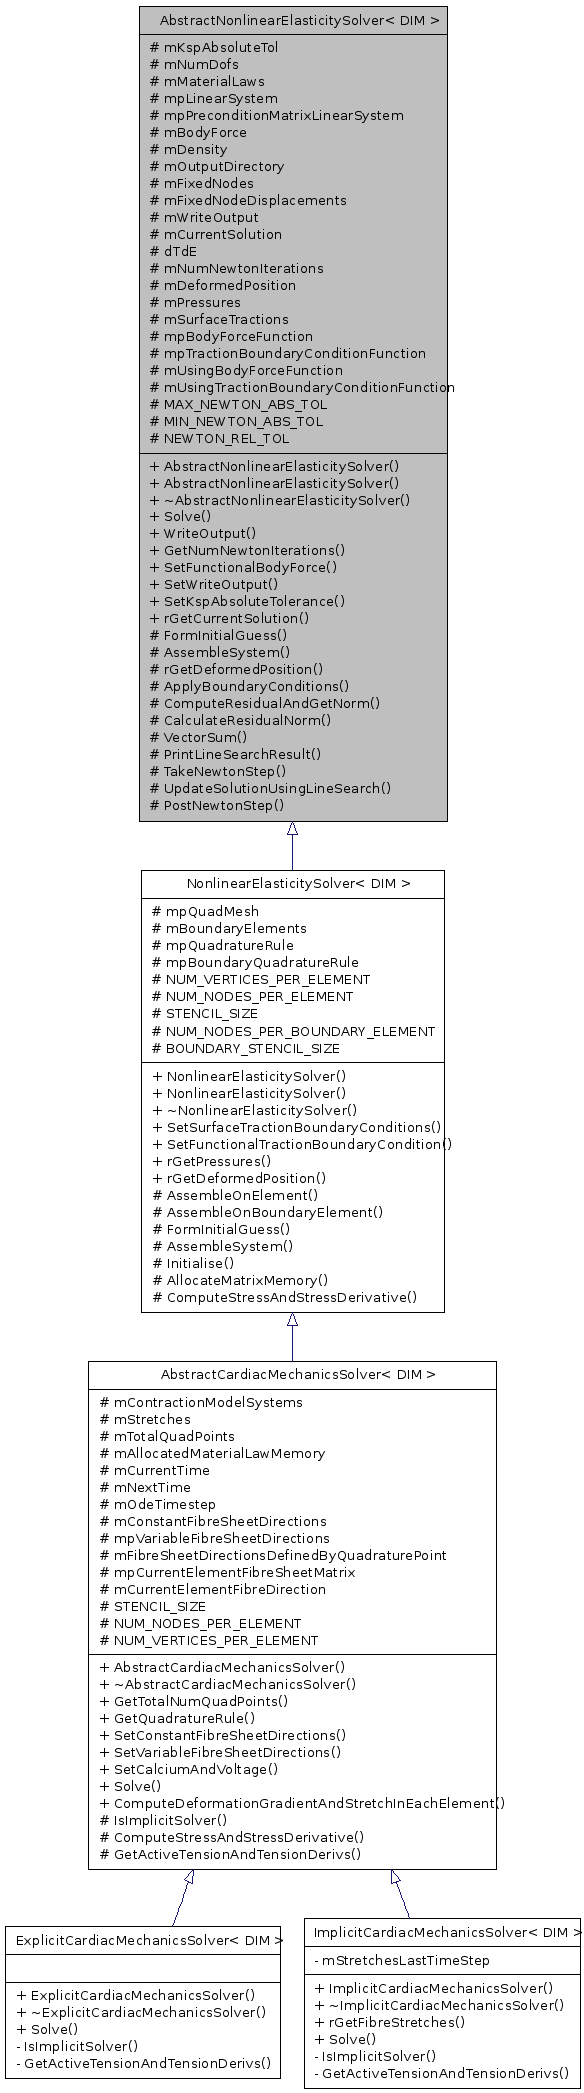 AbstractNonlinearElasticitySolver< DIM >
# mKspAbsoluteTol
# mNumDofs
# mMaterialLaws
# mpLinearSystem
# mpPreconditionMatrixLinearSystem
# mBodyForce
# mDensity
# mOutputDirectory
# mFixedNodes
# mFixedNodeDisplacements
# mWriteOutput
# mCurrentSolution
# dTdE
# mNumNewtonIterations
# mDeformedPosition
# mPressures
# mSurfaceTractions
# mpBodyForceFunction
# mpTractionBoundaryConditionFunction
# mUsingBodyForceFunction
# mUsingTractionBoundaryConditionFunction
# MAX_NEWTON_ABS_TOL
# MIN_NEWTON_ABS_TOL
# NEWTON_REL_TOL
+ AbstractNonlinearElasticitySolver()
+ AbstractNonlinearElasticitySolver()
+ ~AbstractNonlinearElasticitySolver()
+ Solve()
+ WriteOutput()
+ GetNumNewtonIterations()
+ SetFunctionalBodyForce()
+ SetWriteOutput()
+ SetKspAbsoluteTolerance()
+ rGetCurrentSolution()
# FormInitialGuess()
# AssembleSystem()
# rGetDeformedPosition()
# ApplyBoundaryConditions()
# ComputeResidualAndGetNorm()
# CalculateResidualNorm()
# VectorSum()
# PrintLineSearchResult()
# TakeNewtonStep()
# UpdateSolutionUsingLineSearch()
# PostNewtonStep()
NonlinearElasticitySolver< DIM >
# mpQuadMesh
# mBoundaryElements
# mpQuadratureRule
# mpBoundaryQuadratureRule
# NUM_VERTICES_PER_ELEMENT
# NUM_NODES_PER_ELEMENT
# STENCIL_SIZE
# NUM_NODES_PER_BOUNDARY_ELEMENT
# BOUNDARY_STENCIL_SIZE
+ NonlinearElasticitySolver()
+ NonlinearElasticitySolver()
+ ~NonlinearElasticitySolver()
+ SetSurfaceTractionBoundaryConditions()
+ SetFunctionalTractionBoundaryCondition()
+ rGetPressures()
+ rGetDeformedPosition()
# AssembleOnElement()
# AssembleOnBoundaryElement()
# FormInitialGuess()
# AssembleSystem()
# Initialise()
# AllocateMatrixMemory()
# ComputeStressAndStressDerivative()
AbstractCardiacMechanicsSolver< DIM >
# mContractionModelSystems
# mStretches
# mTotalQuadPoints
# mAllocatedMaterialLawMemory
# mCurrentTime
# mNextTime
# mOdeTimestep
# mConstantFibreSheetDirections
# mpVariableFibreSheetDirections
# mFibreSheetDirectionsDefinedByQuadraturePoint
# mpCurrentElementFibreSheetMatrix
# mCurrentElementFibreDirection
# STENCIL_SIZE
# NUM_NODES_PER_ELEMENT
# NUM_VERTICES_PER_ELEMENT
+ AbstractCardiacMechanicsSolver()
+ ~AbstractCardiacMechanicsSolver()
+ GetTotalNumQuadPoints()
+ GetQuadratureRule()
+ SetConstantFibreSheetDirections()
+ SetVariableFibreSheetDirections()
+ SetCalciumAndVoltage()
+ Solve()
+ ComputeDeformationGradientAndStretchInEachElement()
# IsImplicitSolver()
# ComputeStressAndStressDerivative()
# GetActiveTensionAndTensionDerivs()
ExplicitCardiacMechanicsSolver< DIM >
+ ExplicitCardiacMechanicsSolver()
+ ~ExplicitCardiacMechanicsSolver()
+ Solve()
- IsImplicitSolver()
- GetActiveTensionAndTensionDerivs()
ImplicitCardiacMechanicsSolver< DIM >
- mStretchesLastTimeStep
+ ImplicitCardiacMechanicsSolver()
+ ~ImplicitCardiacMechanicsSolver()
+ rGetFibreStretches()
+ Solve()
- IsImplicitSolver()
- GetActiveTensionAndTensionDerivs()